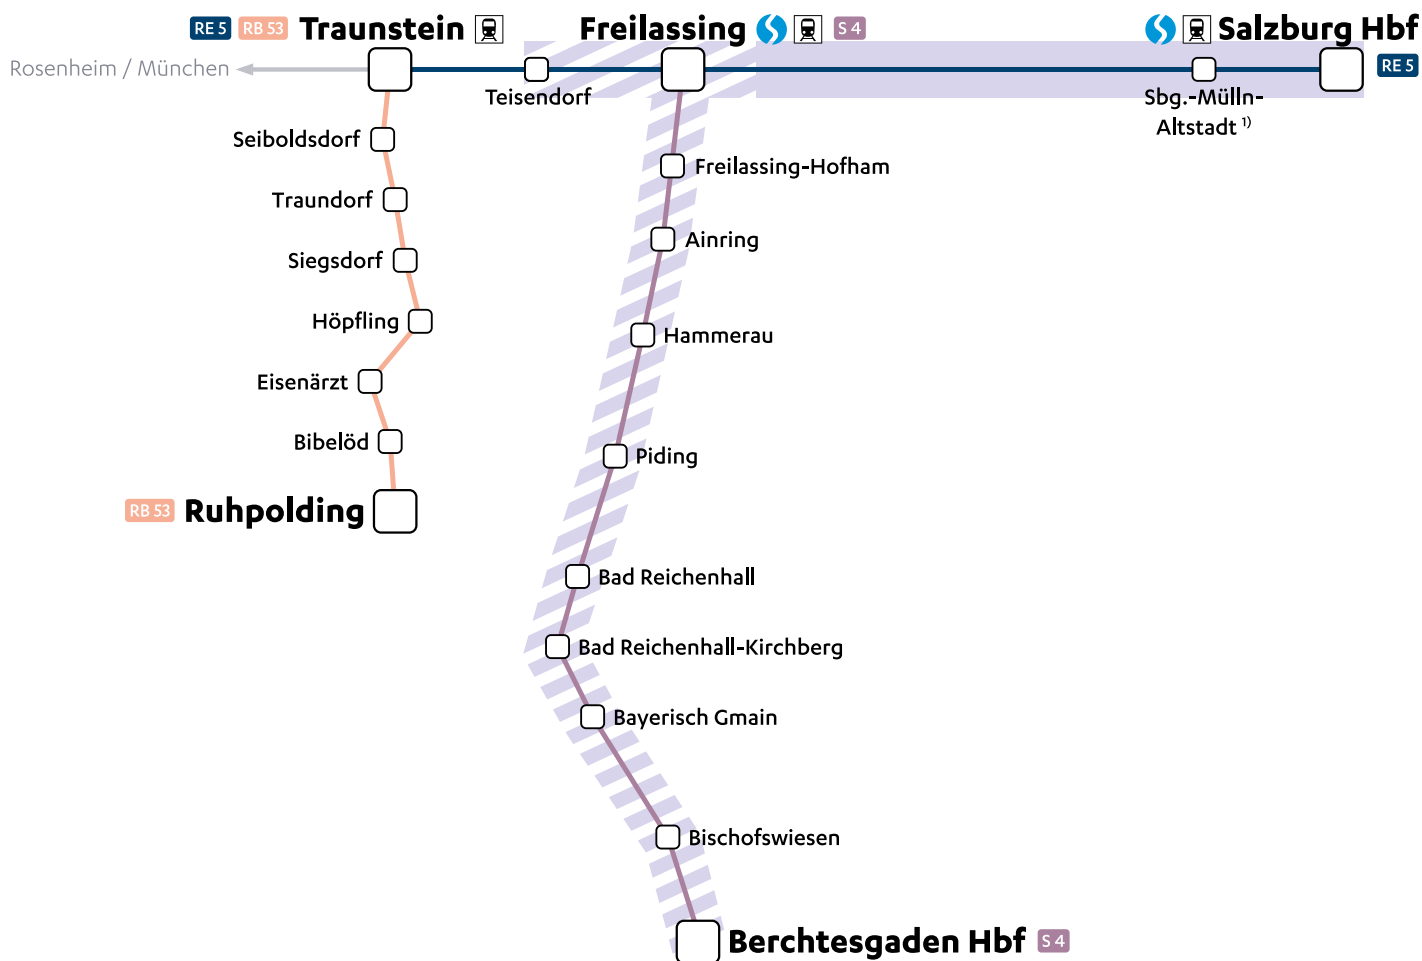 RE 5 RB 53 Traunstein
Freilassing S 4
Salzburg Hbf
Rosenheim / München
RE 5
Teisendorf
Sbg.-Mülln-
Altstadt 1)
Seiboldsdorf
Freilassing-Hofham
Traundorf
Ainring
Siegsdorf
Höpfling
Hammerau
Eisenärzt
Bibelöd
Piding
RB 53 Ruhpolding
Bad Reichenhall
Bad Reichenhall-Kirchberg
Bayerisch Gmain
Bischofswiesen
Berchtesgaden Hbf S 4